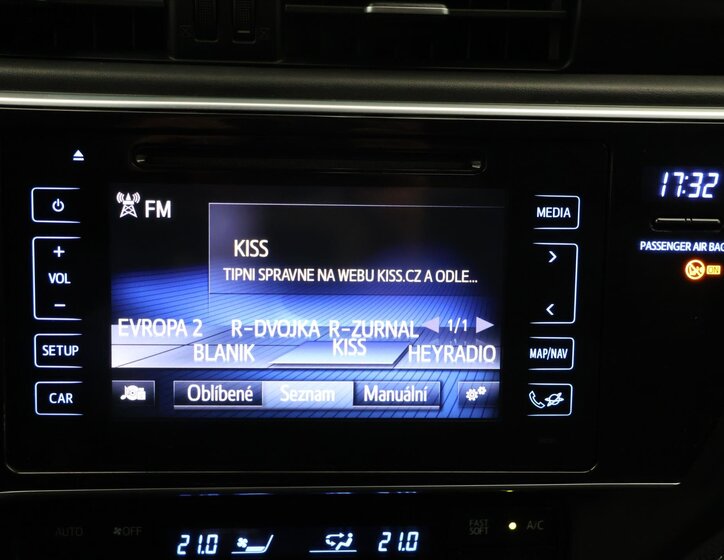 17:32
FM
MEDIA
KISS
PASSENGER AIR BAG
+
VOL
-
TIPNI SPRAVNE NA WEBU KISS.CZ A ODLE...
>
ON
<
EVROPA 2 R-DVOJKA R-ZURNAL 1/1
SETUP BLANIK KISS HEYRADIO MAP/NAV
CAR Oblíbené Seznam Manuální
AUTO OFF FAST SOFT A/C
21.0 21.0